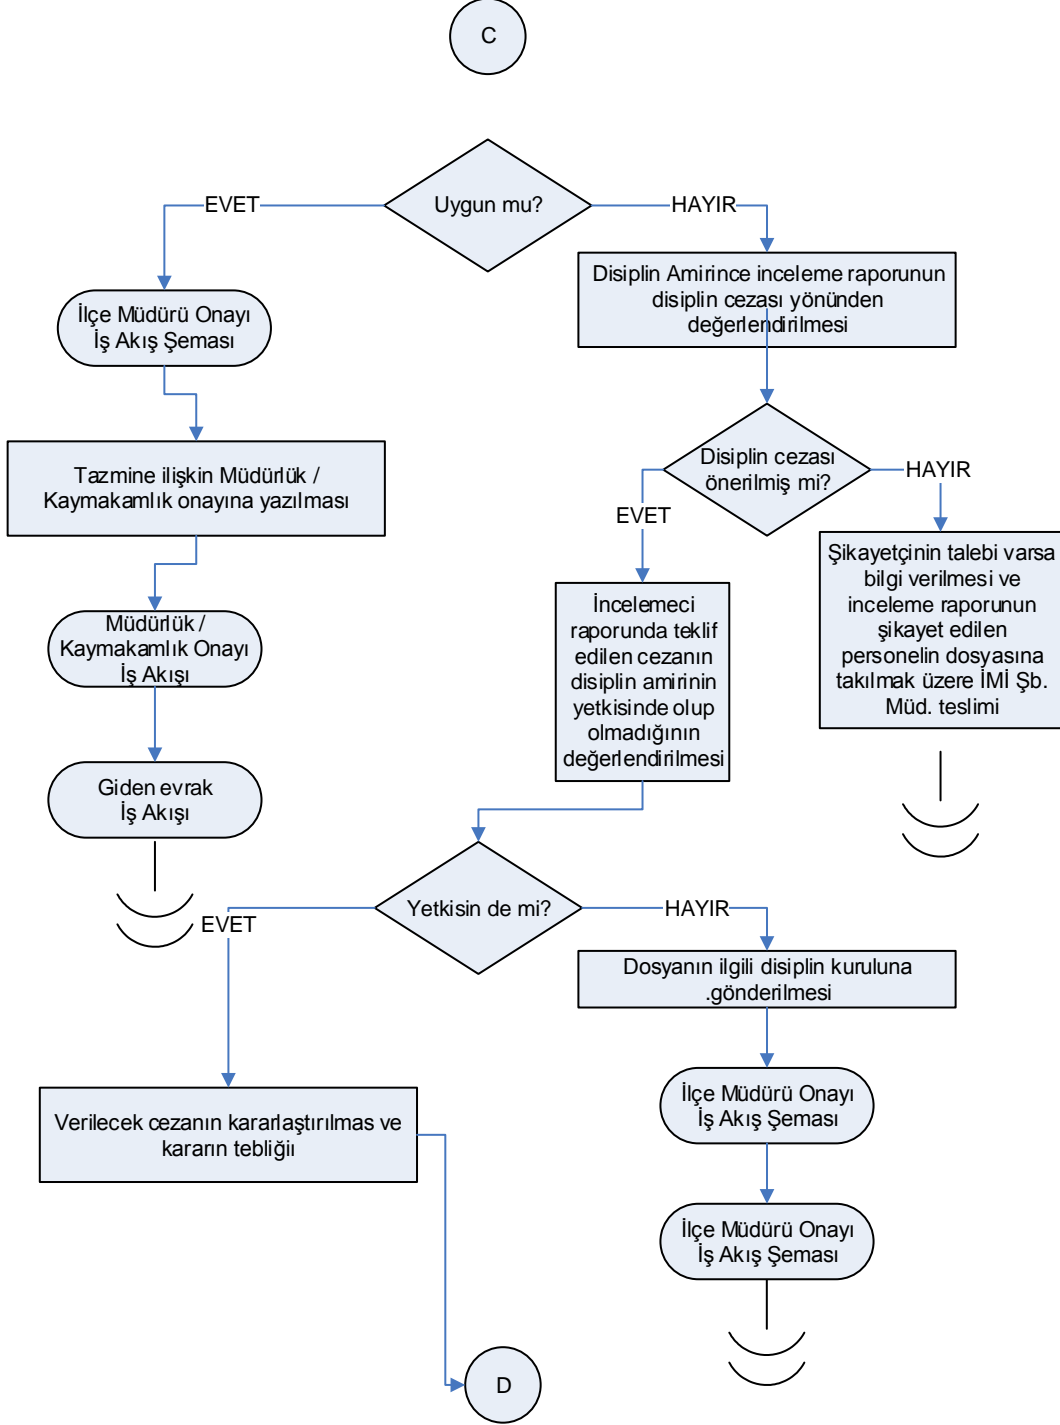 C
Uygun mu?
EVET
HAYIR
İlçe Müdürü Onayı
İş Akış Şeması
Disiplin Amirince inceleme raporunun
disiplin cezası yönünden
değerlendirilmesi
Tazmine ilişkin Müdürlük /
Kaymakamlık onayına yazılması
Disiplin cezası
önerilmiş mi?
EVET
HAYIR
Müdürlük /
Kaymakamlık Onayı
İş Akışı
İncelemeci
raporunda teklif
edilen cezanın
disiplin amirinin
yetkisinde olup
olmadığının
değerlendirilmesi
Şikayetçinin talebi varsa
bilgi verilmesi ve
inceleme raporunun
şikayet edilen
personelin dosyasına
takılmak üzere İMİ Şb.
Müd. teslimi
Giden evrak
İş Akışı
Yetkisin de mi?
EVET
HAYIR
Dosyanın ilgili disiplin kuruluna
.gönderilmesi
Verilecek cezanın kararlaştırılmas ve
kararın tebliğiı
İlçe Müdürü Onayı
İş Akış Şeması
İlçe Müdürü Onayı
İş Akış Şeması
D